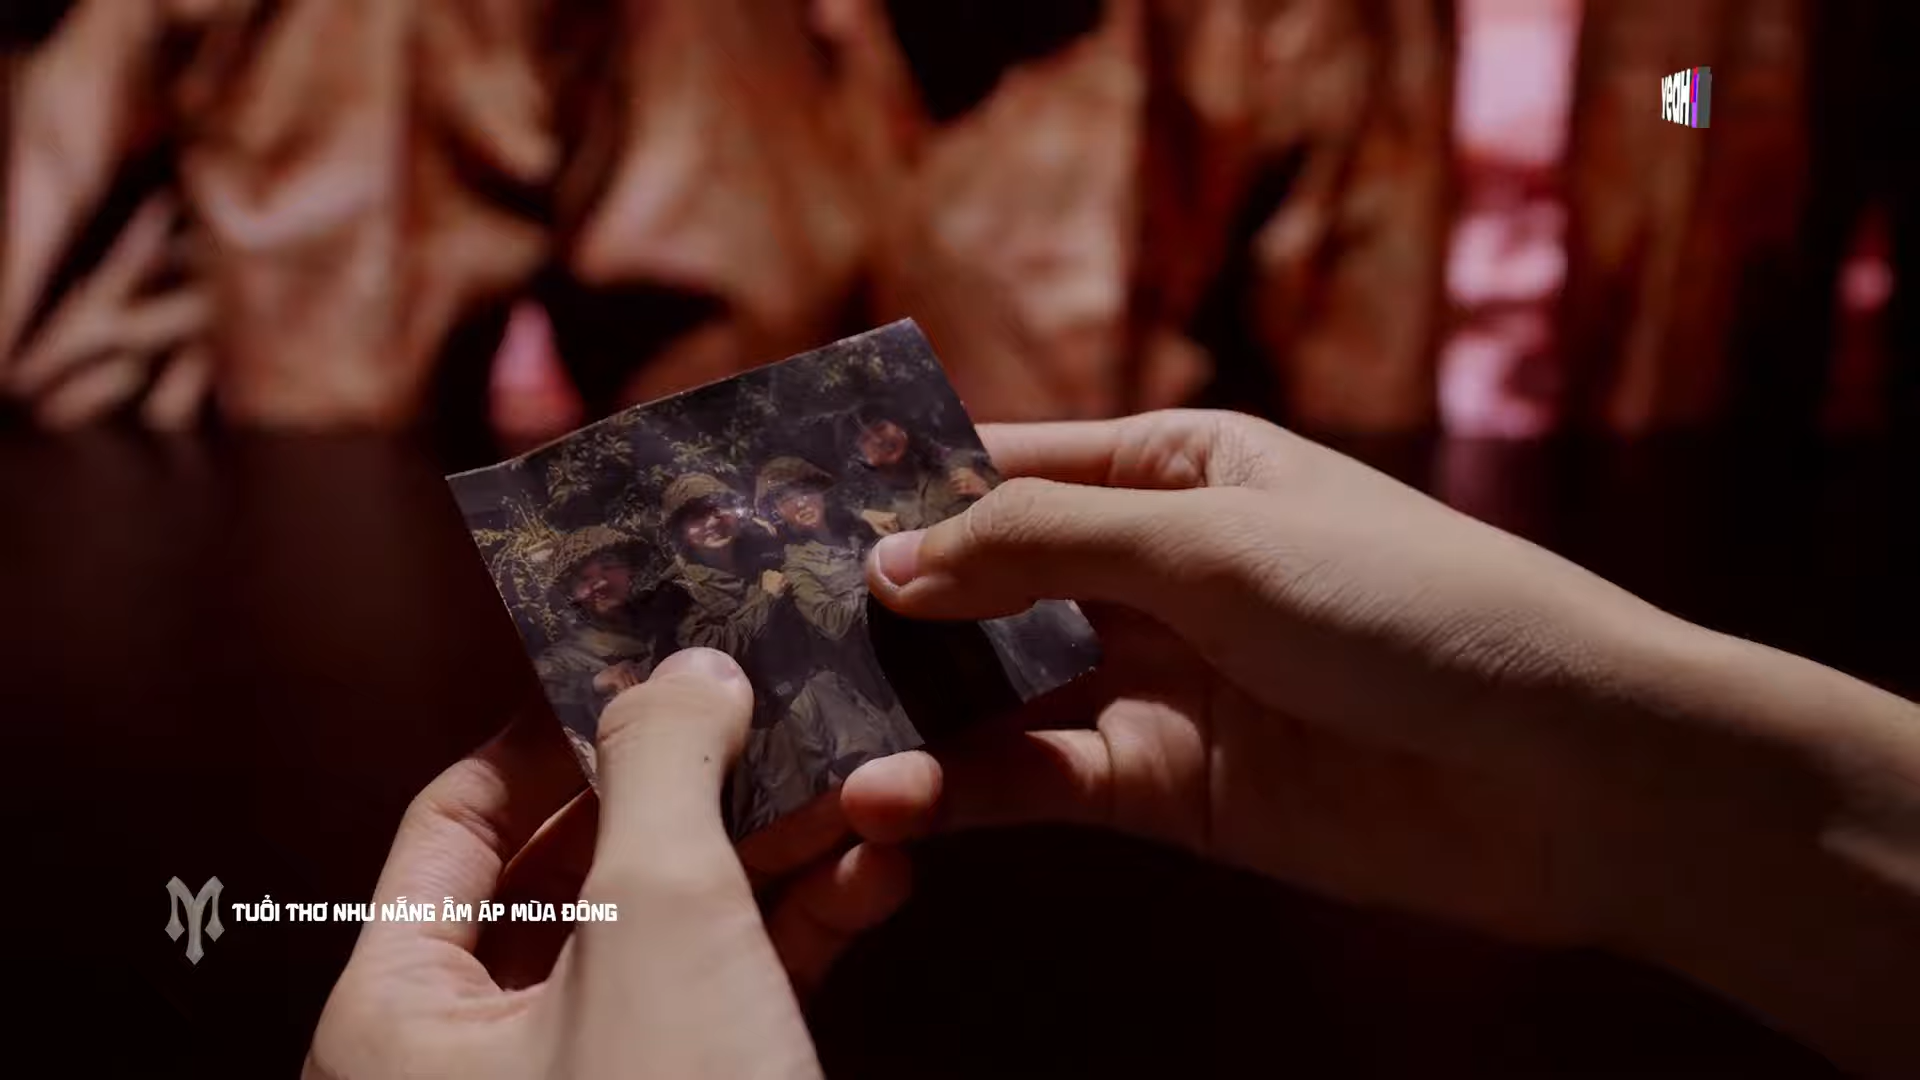 YEAH1
TUỔI THƠ NHƯ NẮNG ẤM ÁP MÙA ĐÔNG